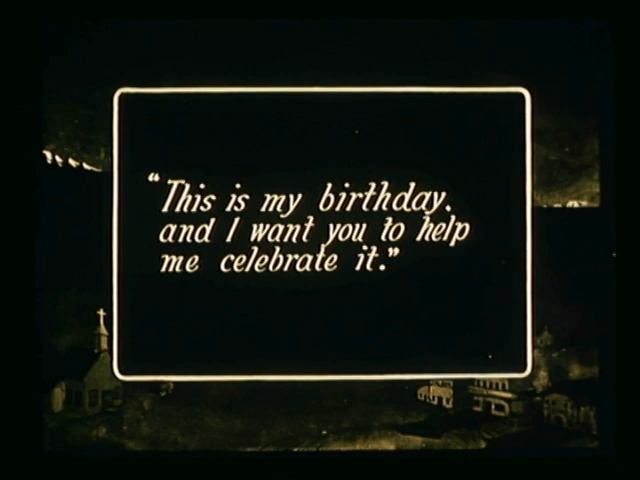 “This is my birthday.
and I want you to help
me celebrate it.”